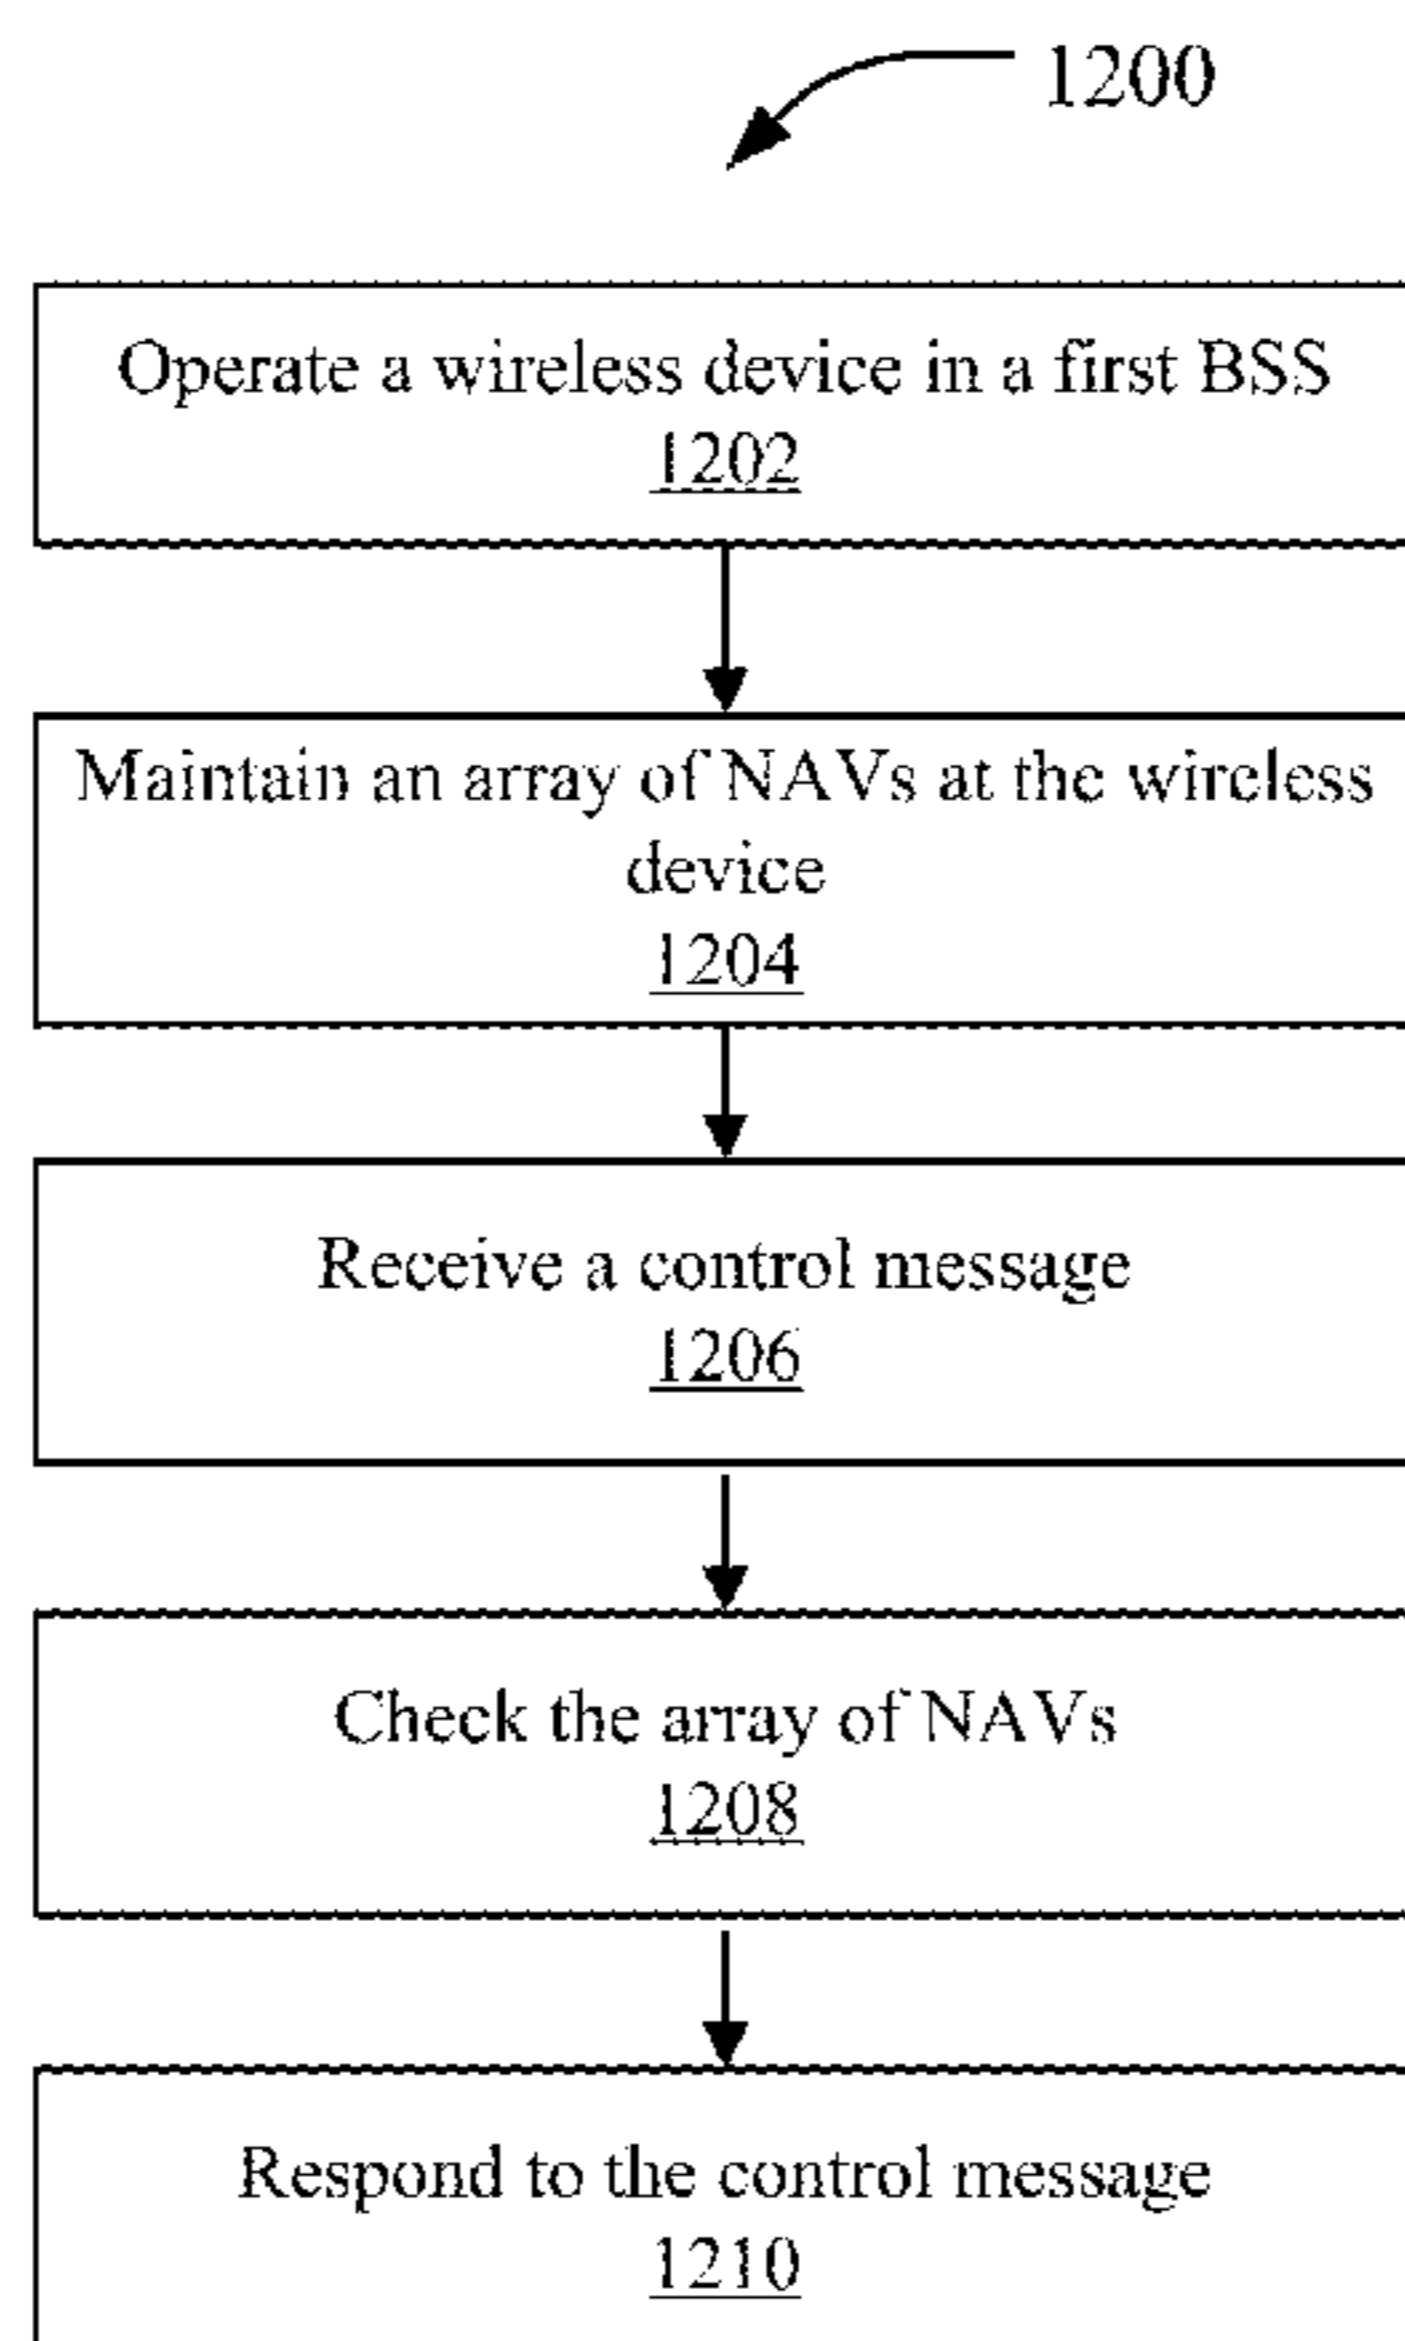 1200
Operate a wireless device in a first BSS
1202
Maintain an array of NAVs at the wireless
device
1204
Receive a control message
1206
Check the array of NAVs
1208
Respond to the control message
1210